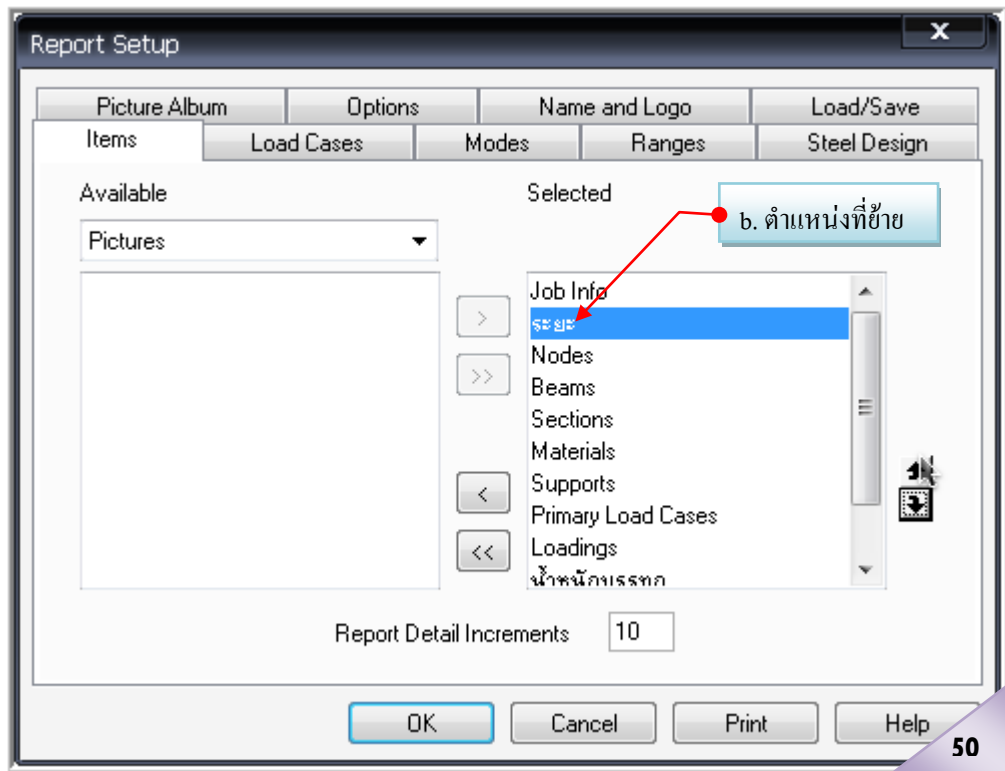 Report Setup
x
Picture Album Options Name and Logo Load/Save
Items Load Cases Modes Ranges Steel Design
Available Selected
b. ตำแหน่งที่ย้าย
Pictures
Job Info
ระยะ
>
Nodes
>>
Beams
Sections
Materials
Supports
<
Primary Load Cases
Loadings
<<
น้ำหนักบรรทุก
Report Detail Increments 10
OK Cancel Print Help
50